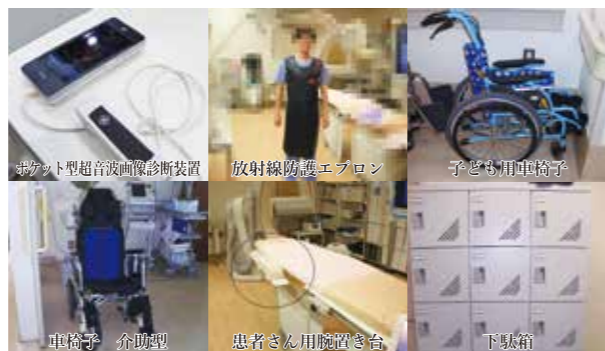 ポケット型超音波画像診断装置
放射線防護エプロン
子ども用車椅子
車椅子　介助型
患者さん用腕置き台
下駄箱